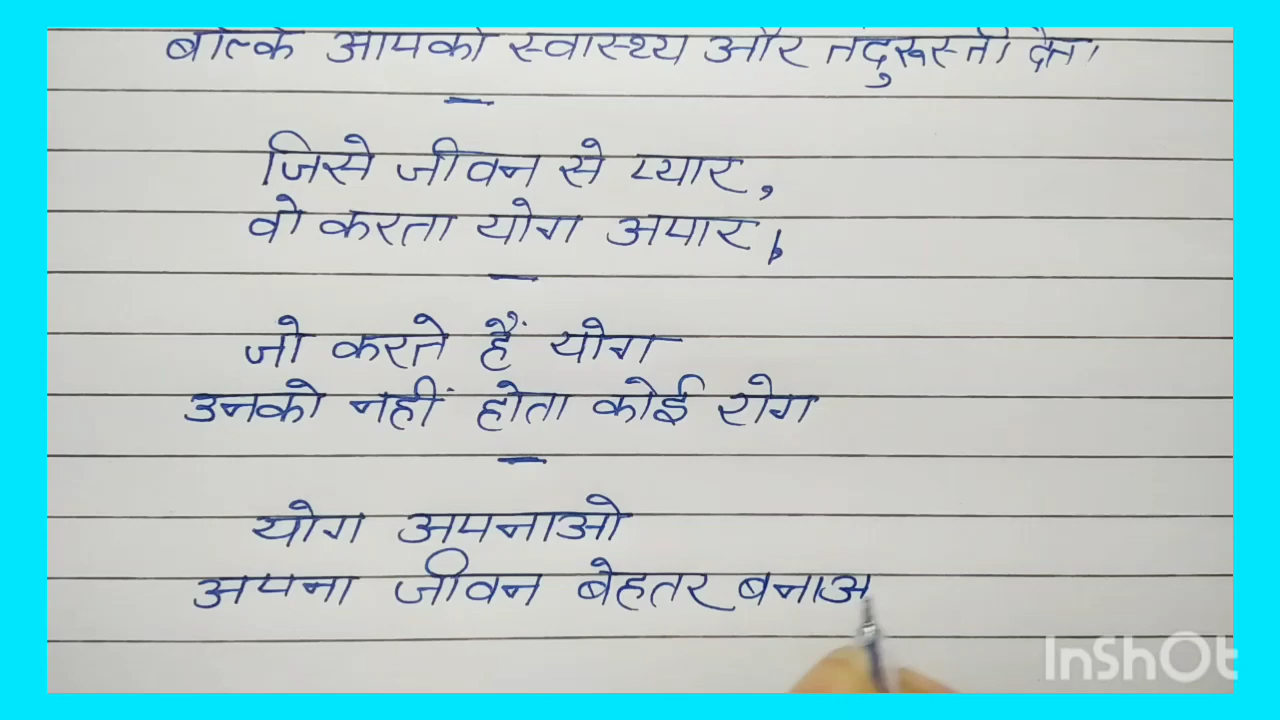 बल्कि आपको स्वास्थ्य और तंदुरूस्ती देता
जिसे जीवन से प्यार,
वो करता योग अपार।
जो करते हैं योग
उनको नहीं होता कोई रोग
योग अपनाओ
अपना जीवन बेहतर बनाअ
InShOt